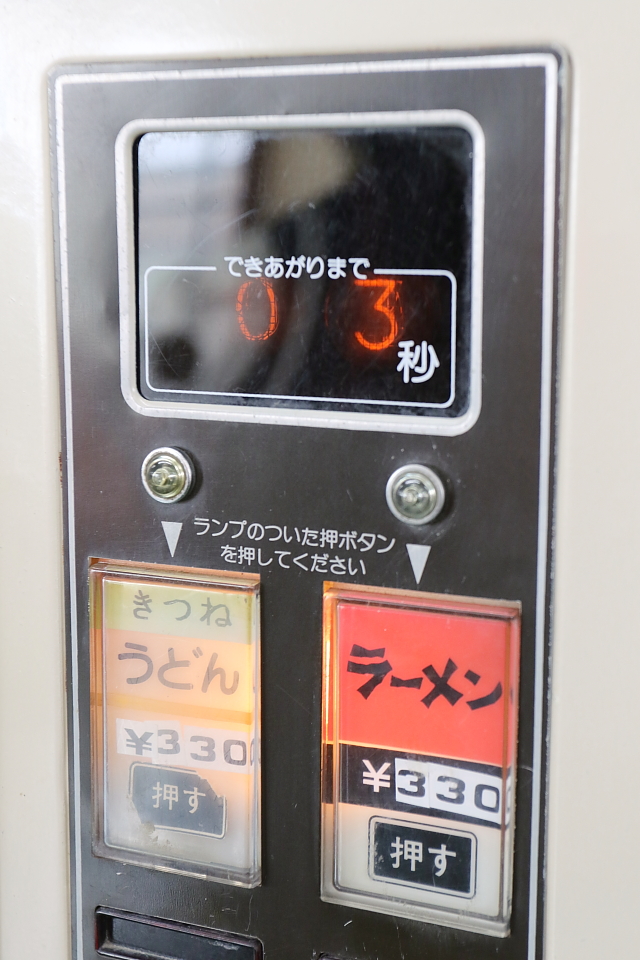 できあがりまで
03
秒
ランプのついた押ボタン
を押してください
きつね
うどん
¥330
押す
ラーメン
¥330
押す